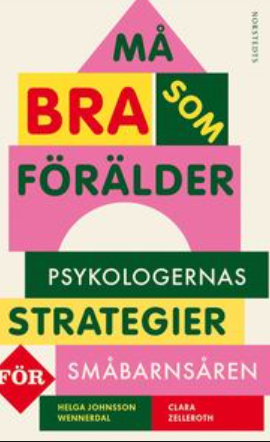 NORSTEDTS
MÅ
BRA SOM
FÖRÄLDER
PSYKOLOGERNAS
STRATEGIER
FÖR SMÅBARNSÅREN
HELGA JOHNSSON WENNERDAL
CLARA ZELLEROTH